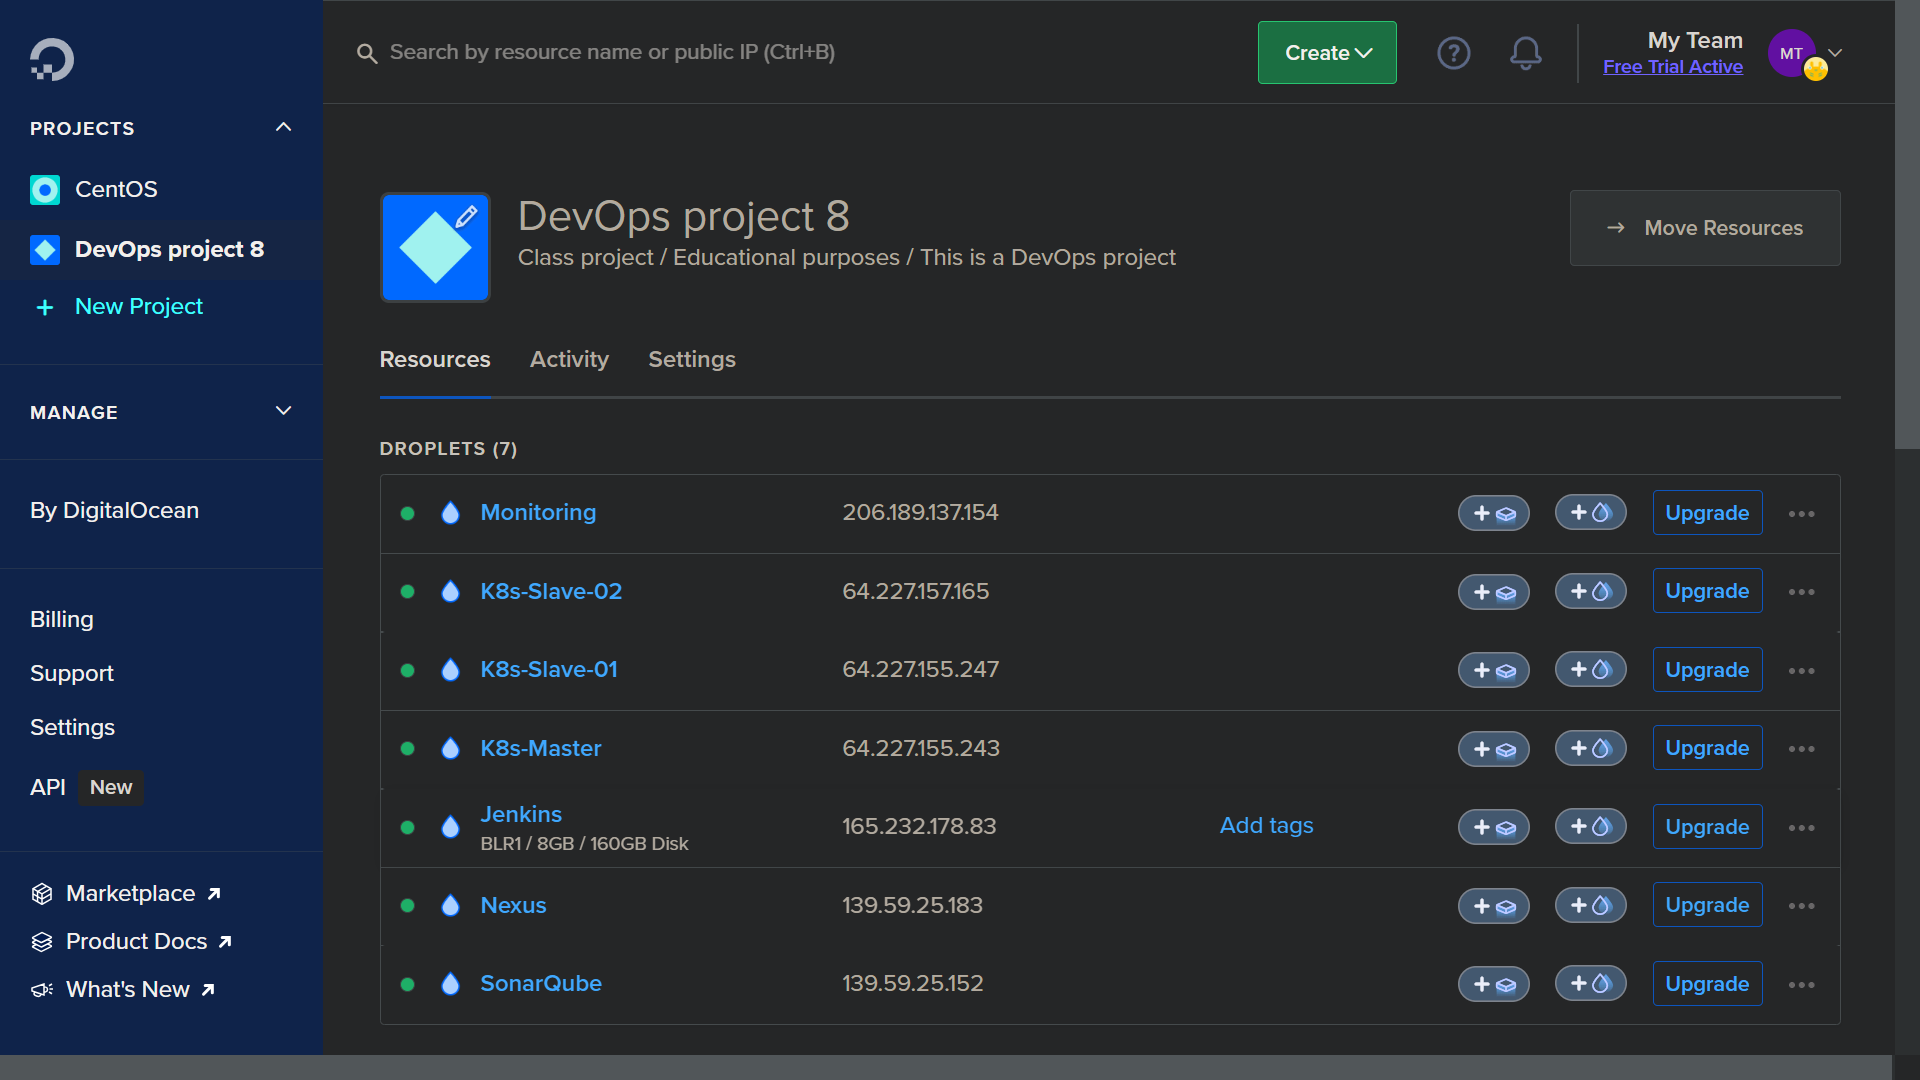 Search by resource name or public IP (Ctrl+B)
Create
My Team
Free Trial Active
MT
PROJECTS
CentOS
DevOps project 8
New Project
MANAGE
By DigitalOcean
Billing
Support
Settings
API New
Marketplace
Product Docs
What's New
DevOps project 8
Class project / Educational purposes / This is a DevOps project
Move Resources
Resources Activity Settings
DROPLETS (7)
Monitoring 206.189.137.154 Upgrade
K8s-Slave-02 64.227.157.165 Upgrade
K8s-Slave-01 64.227.155.247 Upgrade
K8s-Master 64.227.155.243 Upgrade
Jenkins 165.232.178.83 Add tags Upgrade
BLR1 / 8GB / 160GB Disk
Nexus 139.59.25.183 Upgrade
SonarQube 139.59.25.152 Upgrade